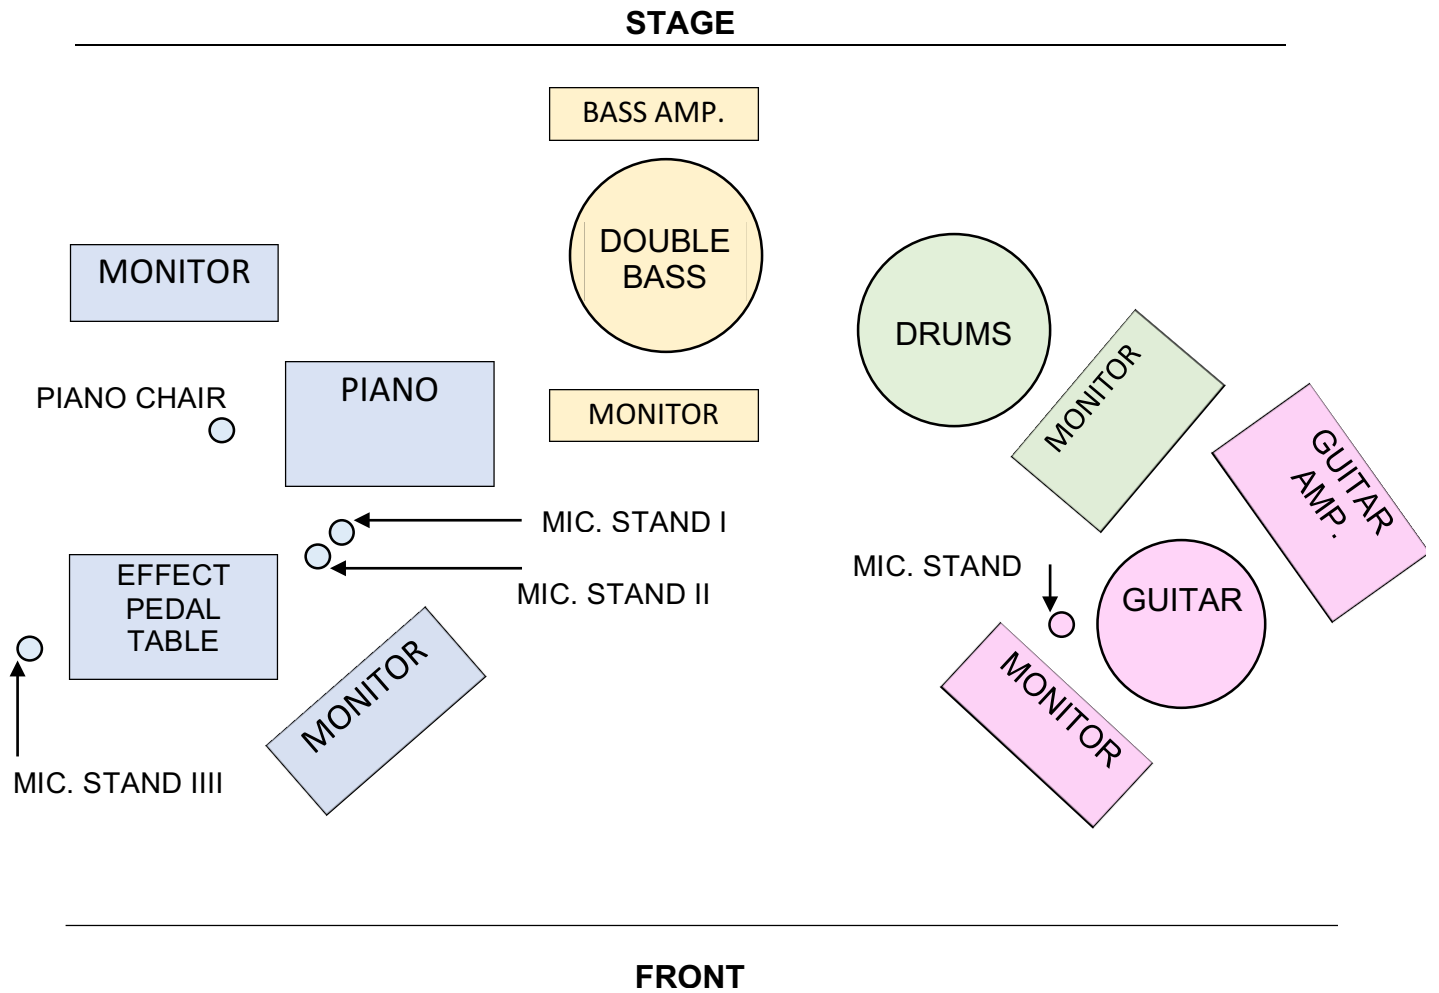 STAGE
BASS AMP.
DOUBLE
BASS
MONITOR
DRUMS
MONITOR
PIANO
PIANO CHAIR
MONITOR
GUITAR
AMP.
MIC. STAND I
MIC. STAND II
EFFECT
PEDAL
TABLE
MIC. STAND
GUITAR
MONITOR
MONITOR
MIC. STAND IIII
FRONT